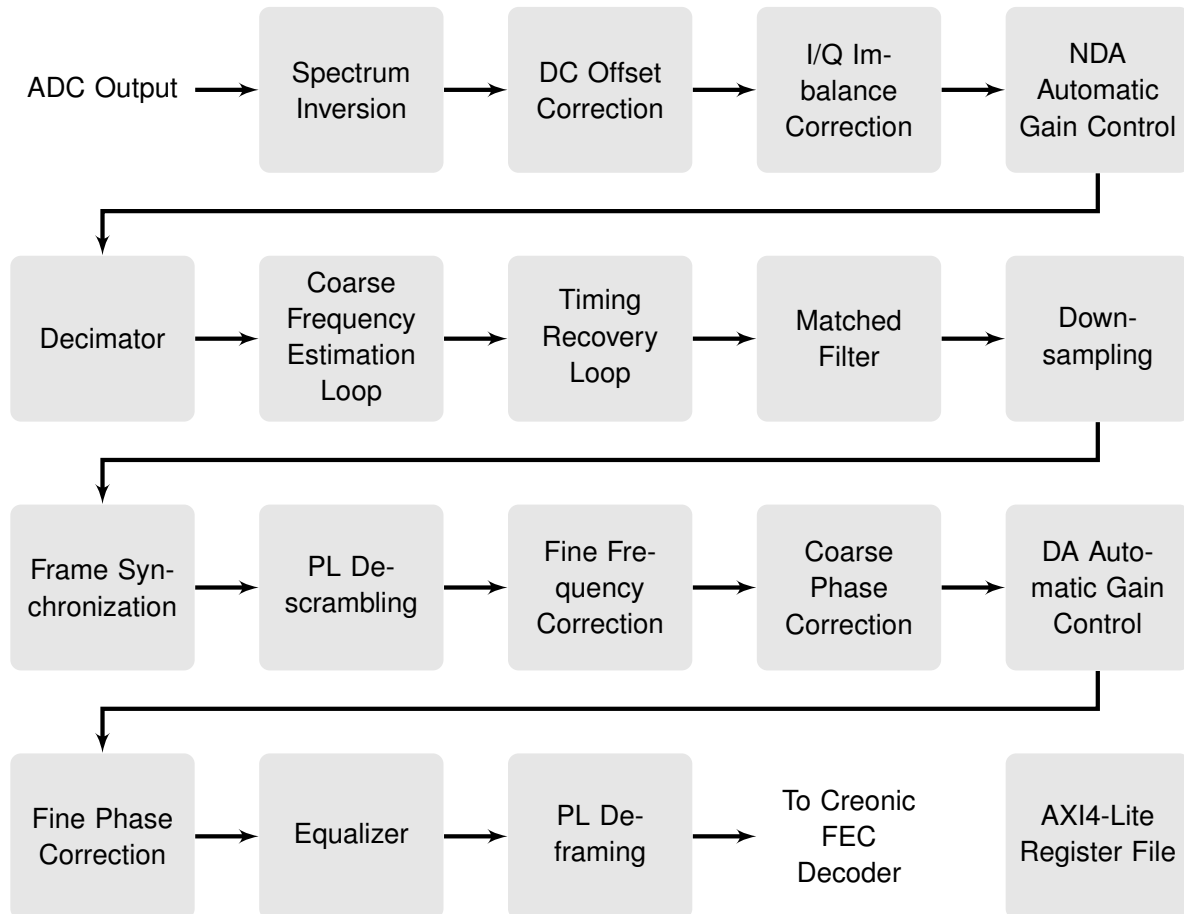 ADC Output
Spectrum
Inversion
DC Offset
Correction
I/Q Im-
balance
Correction
NDA
Automatic
Gain Control
Decimator
Coarse
Frequency
Estimation
Loop
Timing
Recovery
Loop
Matched
Filter
Down-
sampling
Frame Syn-
chronization
PL De-
scrambling
Fine Fre-
quency
Correction
Coarse
Phase
Correction
DA Auto-
matic Gain
Control
Fine Phase
Correction
Equalizer
PL De-
framing
To Creonic
FEC
Decoder
AXI4-Lite
Register File